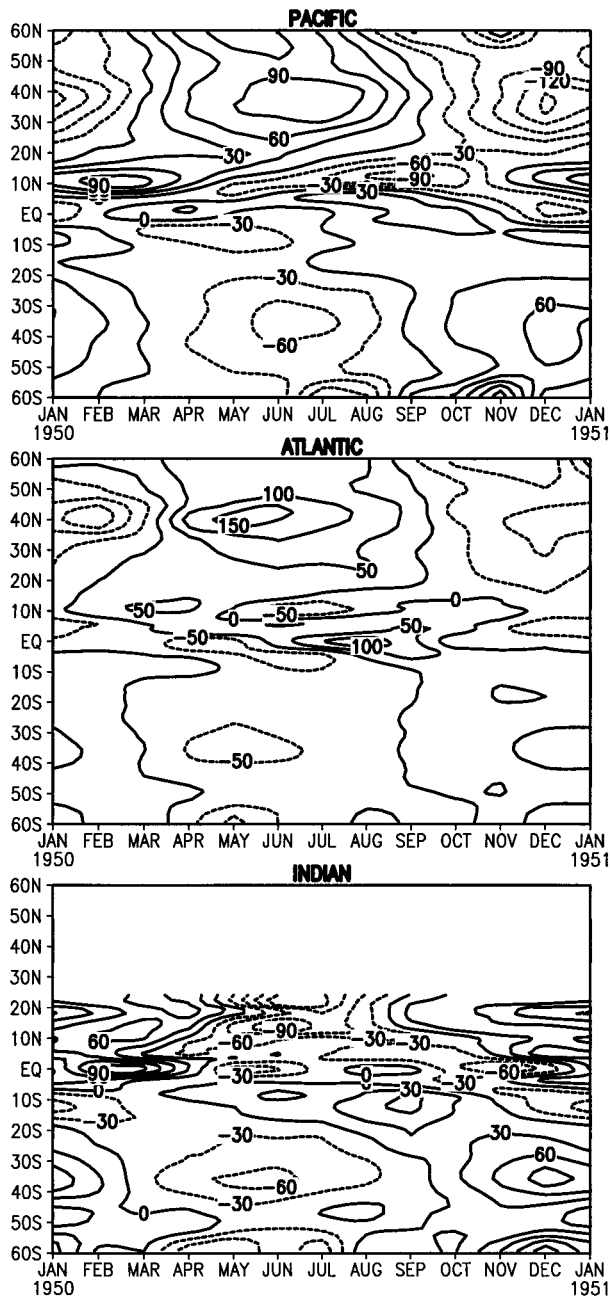 PACIFIC
60N
50N
40N
30N
20N
10N
EQ
10S
20S
30S
40S
50S
60S
90
60
30
90
0
-30
-90
-120
30
-60
30
-90
30
-30
-60
60
JAN FEB MAR APR MAY JUN JUL AUG SEP OCT NOV DEC JAN
1950 1951
ATLANTIC
60N
50N
40N
30N
20N
10N
EQ
10S
20S
30S
40S
50S
60S
100
150
50
50
0
-50
0
-50
50
100
50
JAN FEB MAR APR MAY JUN JUL AUG SEP OCT NOV DEC JAN
1950 1951
INDIAN
60N
50N
40N
30N
20N
10N
EQ
10S
20S
30S
40S
50S
60S
60
-90
-60
-30
-30
90
-30
0
-60
-30
0
30
-30
-30
30
60
60
-30
0
JAN FEB MAR APR MAY JUN JUL AUG SEP OCT NOV DEC JAN
1950 1951